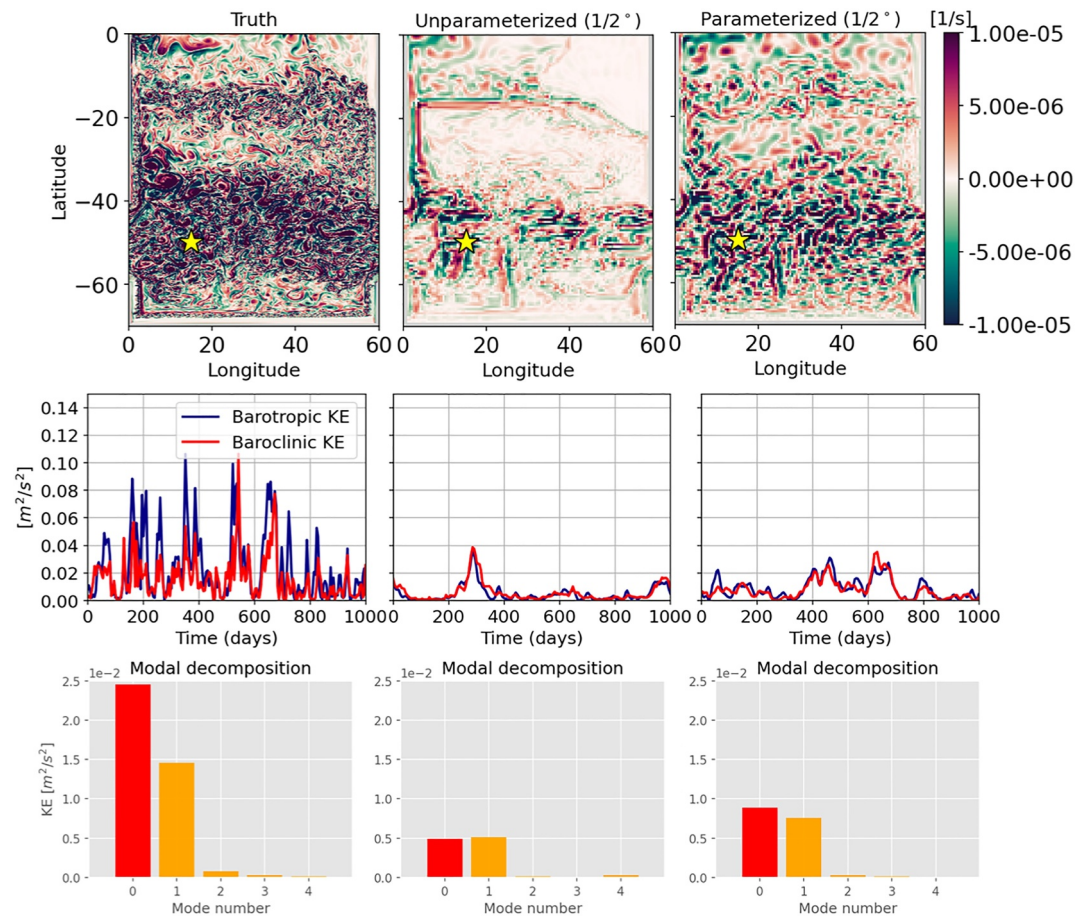 Truth
Unparameterized (1/2°)
Parameterized (1/2°)
[1/s]
0
−20
−40
−60
Latitude
1.00e-05
5.00e-06
0.00e+00
-5.00e-06
-1.00e-05
0 20 40 60
0 20 40 60
0 20 40 60
Longitude
Longitude
Longitude
0.14
0.12
0.10
0.08
0.06
0.04
0.02
0.00
[m²/s²]
Barotropic KE
Baroclinic KE
0 200 400 600 800 1000
0 200 400 600 800 1000
0 200 400 600 800 1000
Time (days)
Time (days)
Time (days)
1e−2
Modal decomposition
1e−2
Modal decomposition
1e−2
Modal decomposition
2.5
2.0
1.5
1.0
0.5
0.0
KE [m²/s²]
2.5
2.0
1.5
1.0
0.5
0.0
2.5
2.0
1.5
1.0
0.5
0.0
0 1 2 3 4
0 1 2 3 4
0 1 2 3 4
Mode number
Mode number
Mode number